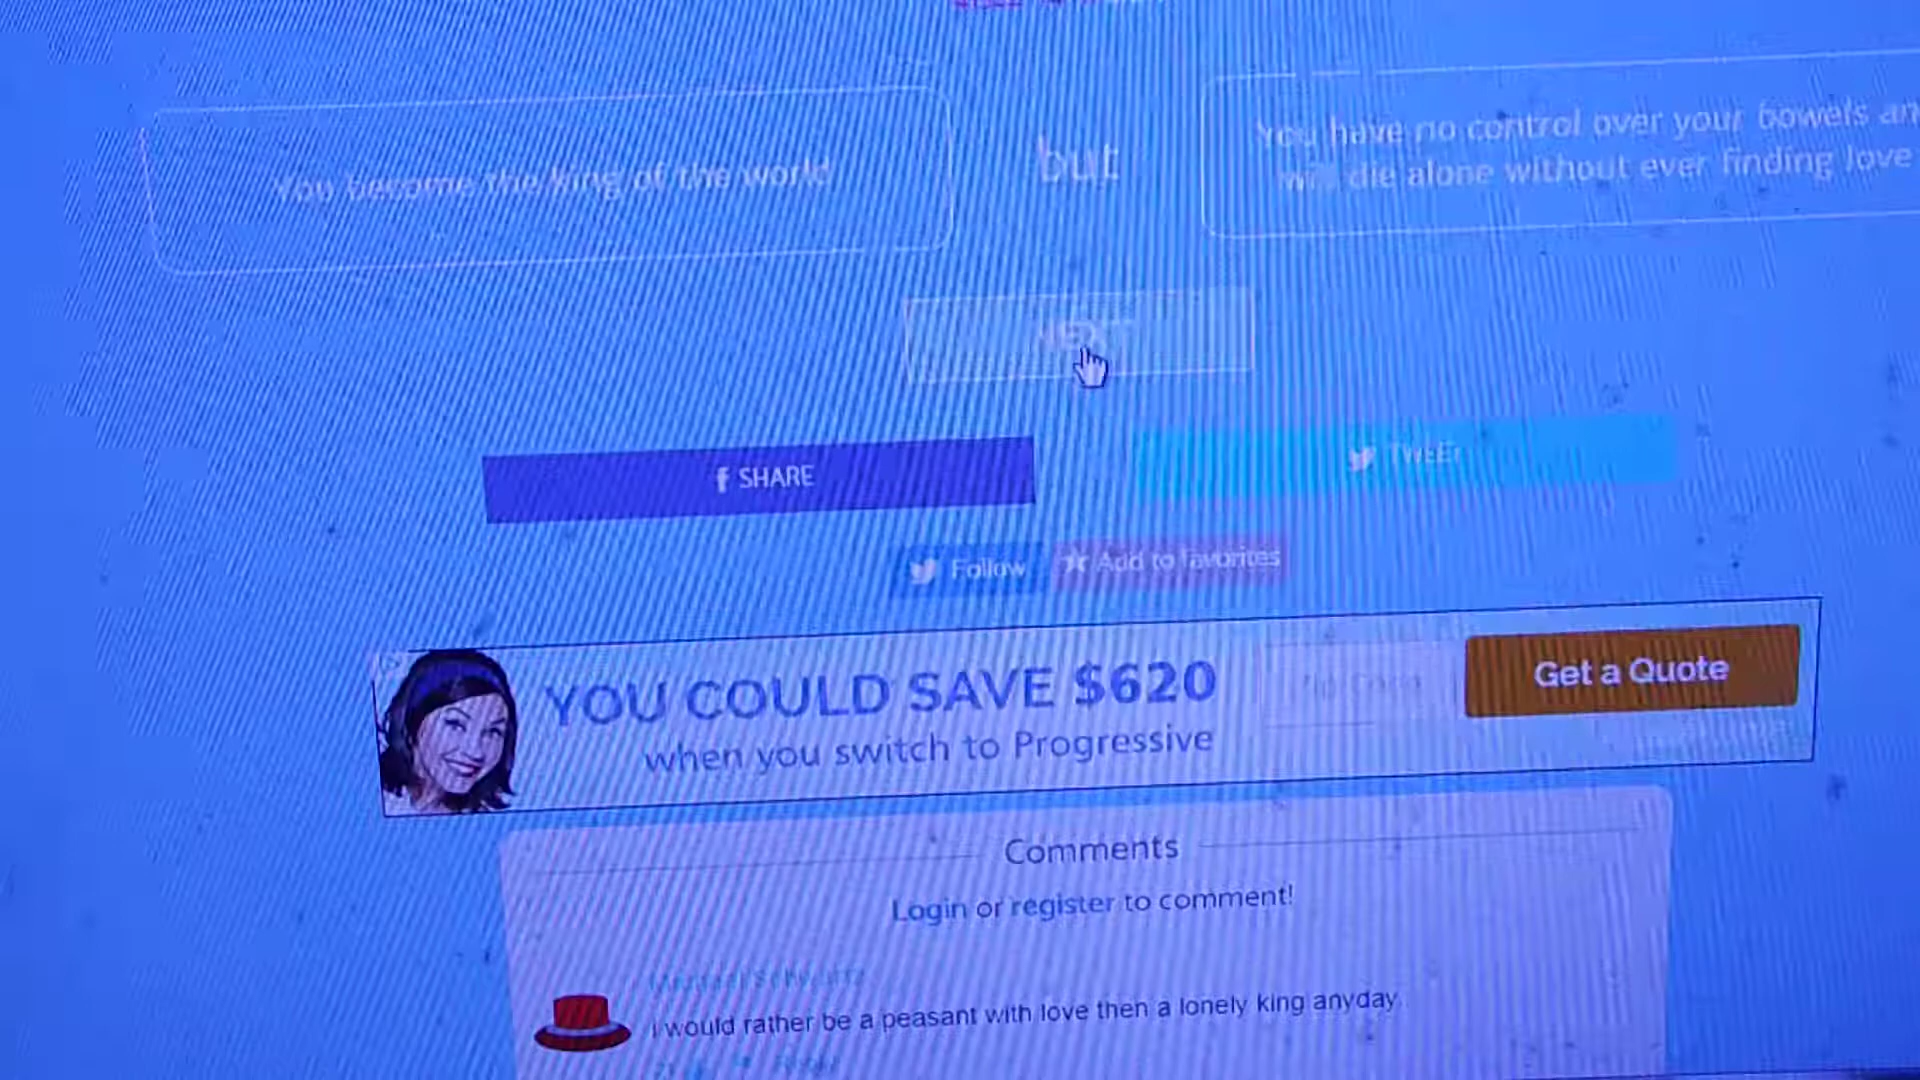 You become the king of the world
but
You have no control over your bowels
will die alone without ever finding love
NEXT
SHARE
TWEET
Follow
Add to favorites
YOU COULD SAVE $620
when you switch to Progressive
Get a Quote
Comments
Login or register to comment!
i would rather be a peasant with love then a lonely king anyday